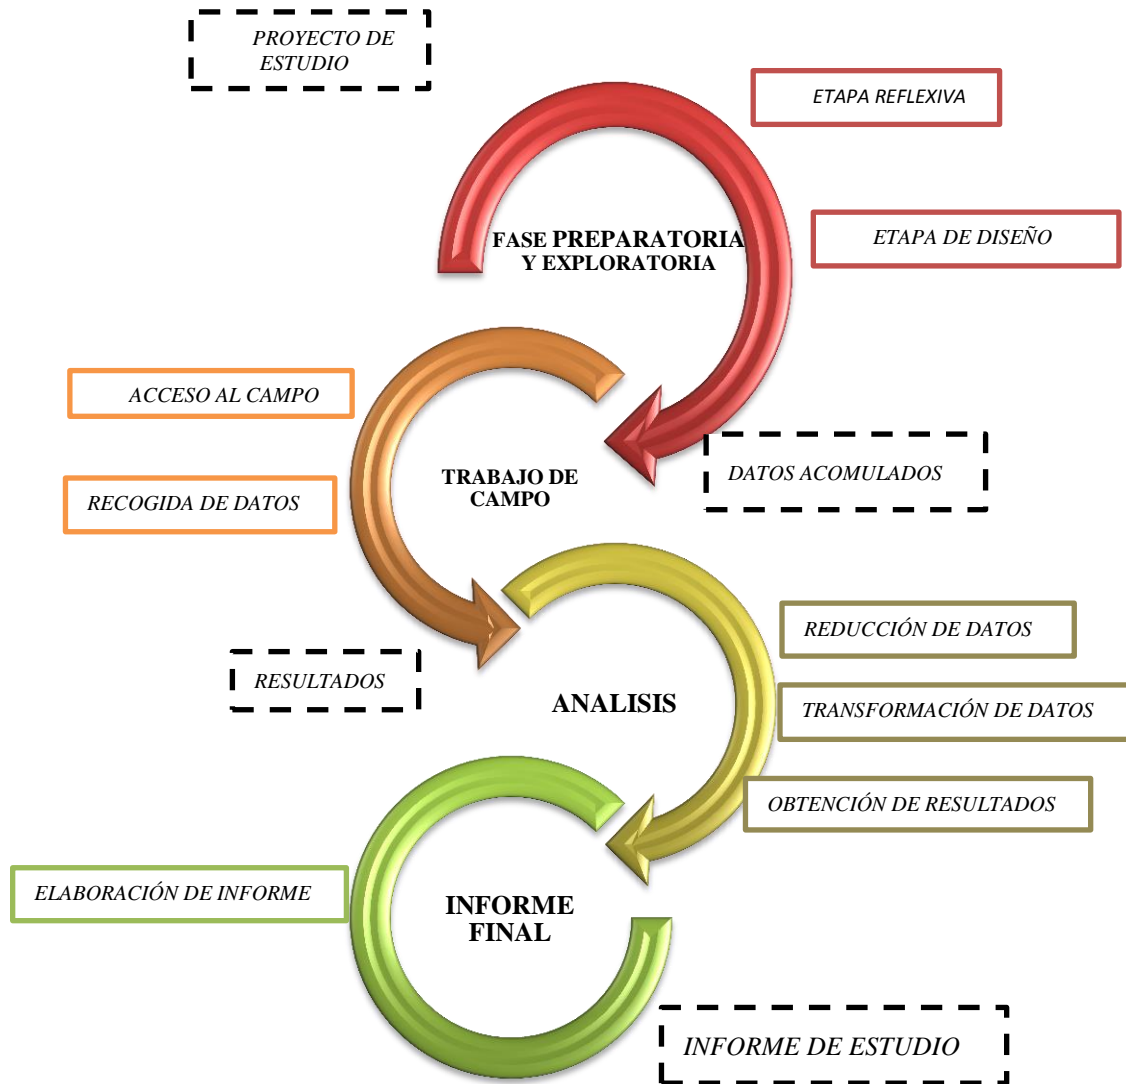 PROYECTO DE
ESTUDIO
ETAPA REFLEXIVA
FASE PREPARATORIA
Y EXPLORATORIA
ETAPA DE DISEÑO
ACCESO AL CAMPO
RECOGIDA DE DATOS
TRABAJO DE
CAMPO
DATOS ACOMULADOS
RESULTADOS
ANALISIS
REDUCCIÓN DE DATOS
TRANSFORMACIÓN DE DATOS
OBTENCIÓN DE RESULTADOS
ELABORACIÓN DE INFORME
INFORME
FINAL
INFORME DE ESTUDIO